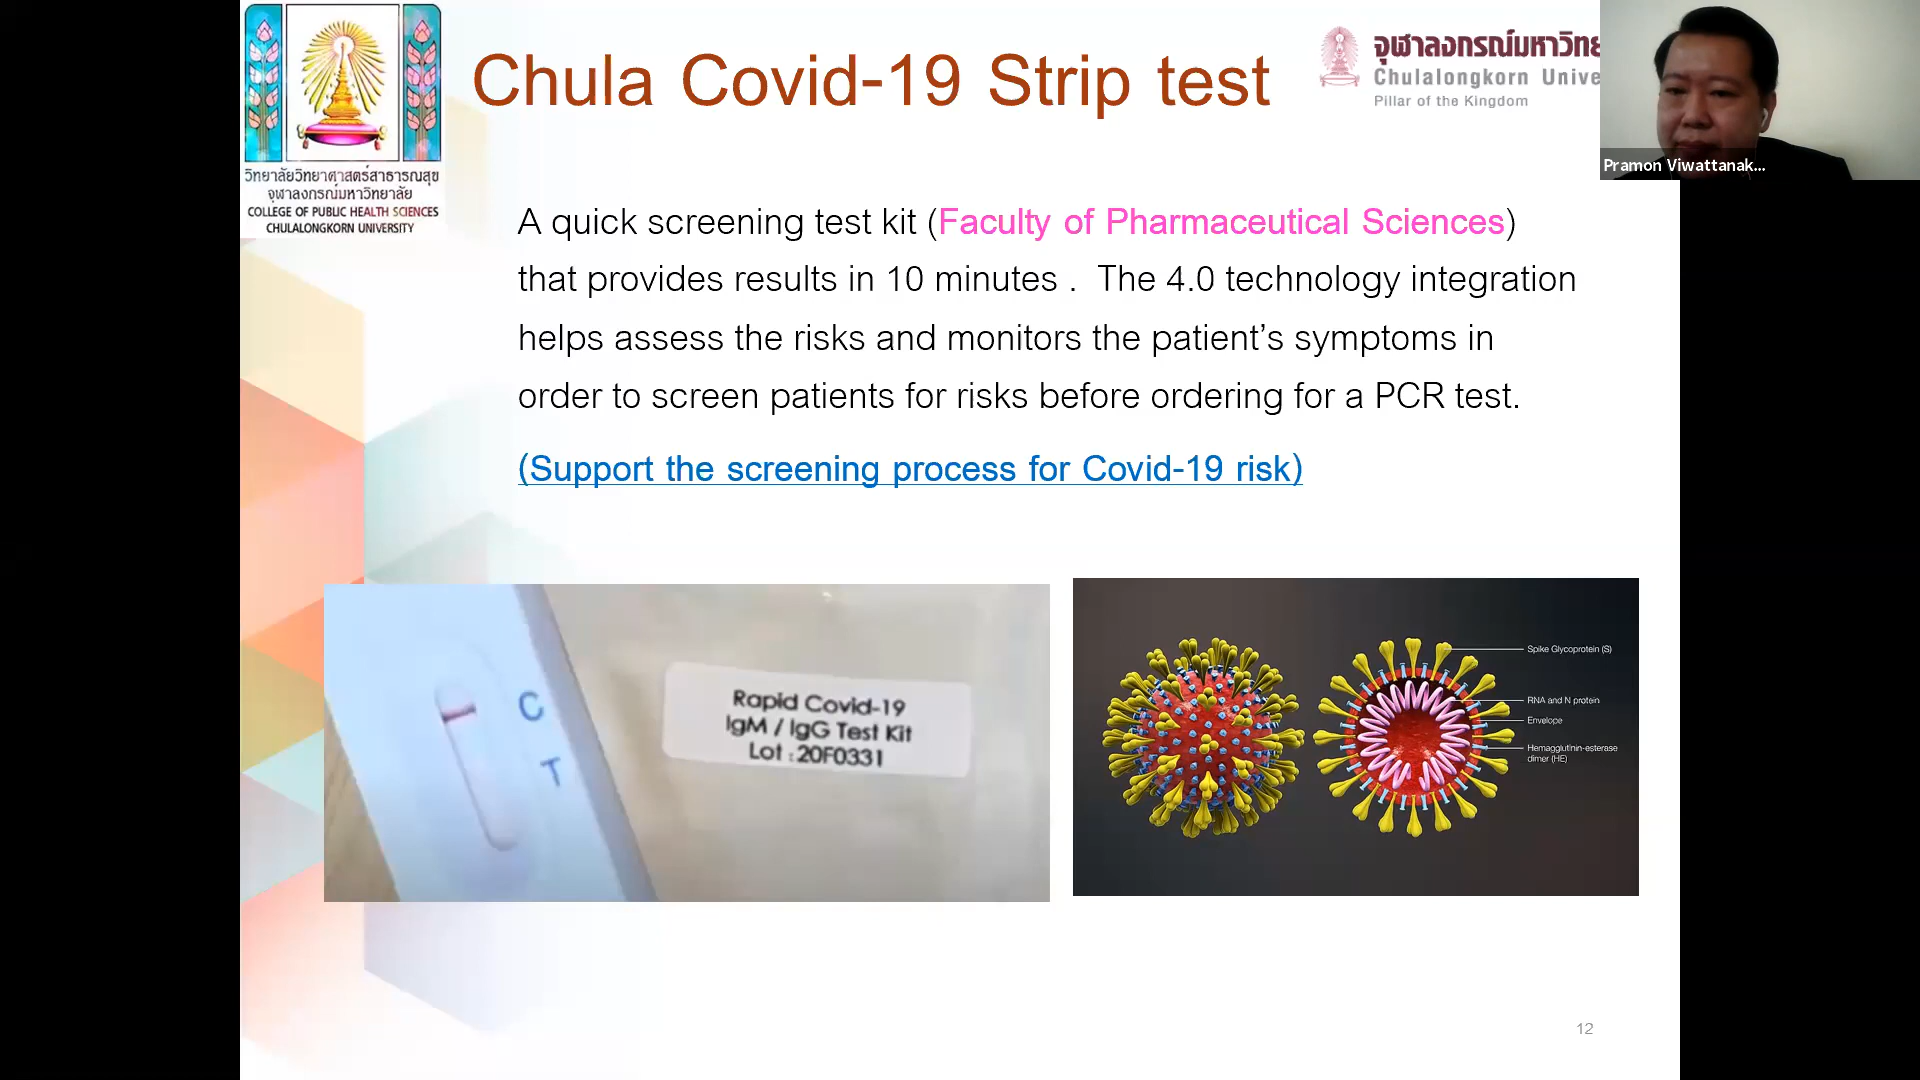 วิทยาลัยวิทยาศาสตร์สาธารณสุข
จุฬาลงกรณ์มหาวิทยาลัย
COLLEGE OF PUBLIC HEALTH SCIENCES
CHULALONGKORN UNIVERSITY
Chula Covid-19 Strip test
จุฬาลงกรณ์มหาวิทย
Chulalongkorn Unive
Pillar of the Kingdom
Pramon Viwattanak...
A quick screening test kit (Faculty of Pharmaceutical Sciences)
that provides results in 10 minutes .  The 4.0 technology integration
helps assess the risks and monitors the patient’s symptoms in
order to screen patients for risks before ordering for a PCR test.
(Support the screening process for Covid-19 risk)
C
T
Rapid Covid-19
IgM / IgG Test Kit
Lot : 20F0331
Spike Glycoprotein (S)
RNA and N protein
Envelope
Hemagglutinin-esterase
dimer (HE)
12